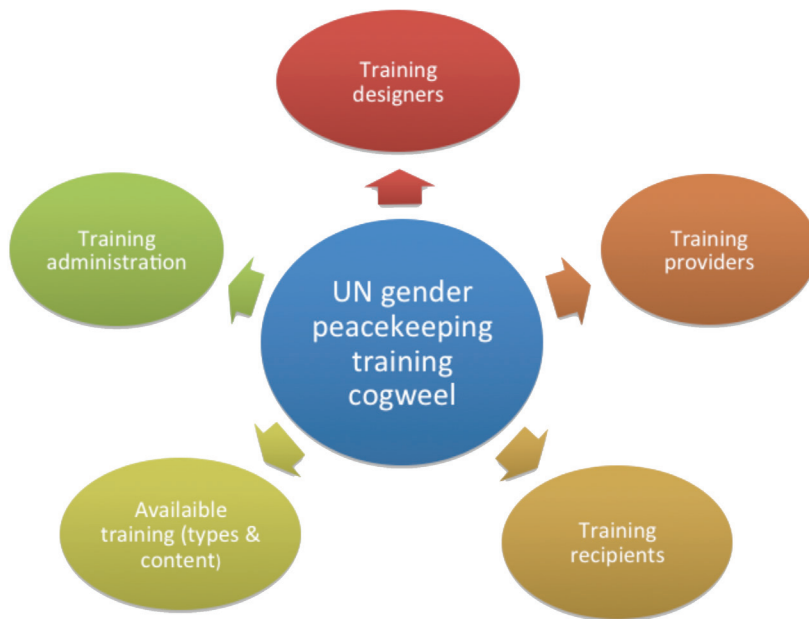 Training
designers
Training
administration
Training
providers
UN gender
peacekeeping
training
cogweel
Availaible
training (types &
content)
Training
recipients